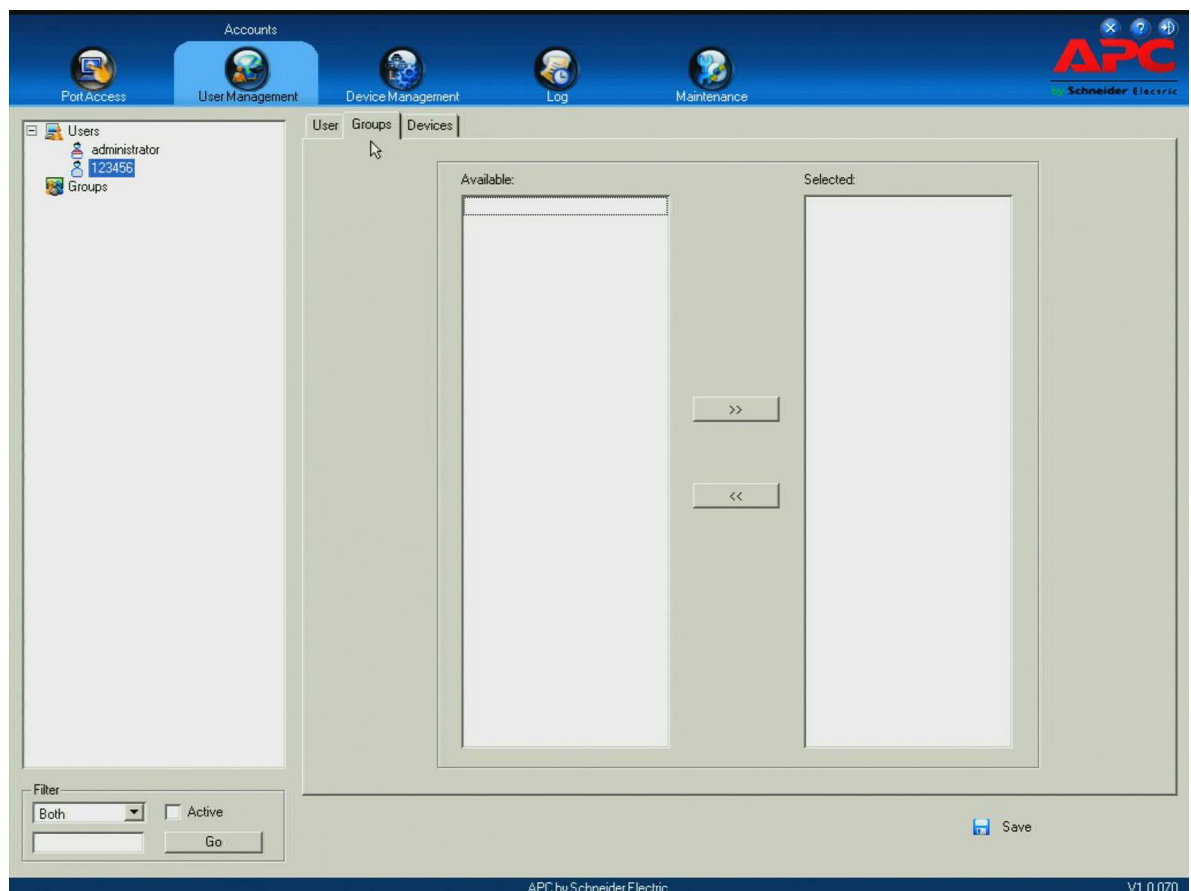 Accounts
APC
by Schneider Electric
Port Access
User Management
Device Management
Log
Maintenance
Users
administrator
123456
Groups
User
Groups
Devices
Available:
Selected:
>>
<<
Filter
Both
Active
Go
Save
APC by Schneider Electric
V1.0.070